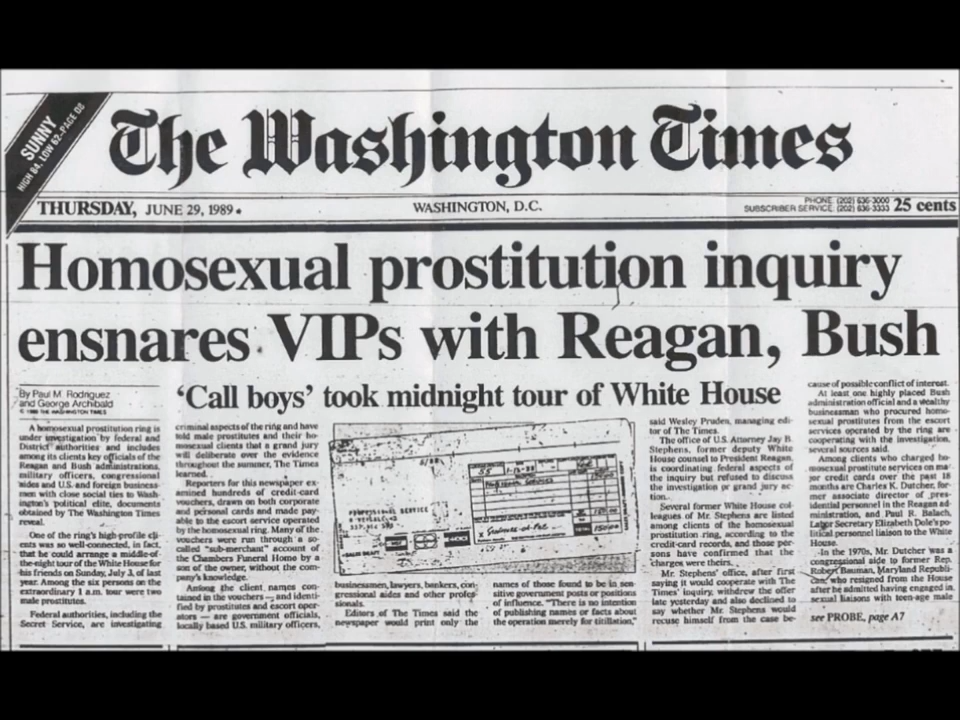 SUNNY
HIGH 84, LOW 62-PAGE
The Washington Times
THURSDAY, JUNE 29, 1989
WASHINGTON, D.C.
PHONE: (202) 636-3000
SUBSCRIBER SERVICE: (202) 636-3333
25 cents
Homosexual prostitution inquiry
ensnares VIPs with Reagan, Bush
'Call boys' took midnight tour of White House
By Paul M. Rodriguez
and George Archibald
THE WASHINGTON TIMES
A homosexual prostitution ring is
under investigation by federal and
District authorities and includes
among its clients key officials of the
Reagan and Bush administrations,
military officers, congressional
aides and U.S. and foreign business-
men with close social ties to Wash-
ington's political elite, documents
obtained by The Washington Times
reveal.
One of the ring's high-profile cli-
ents was so well-connected, in fact,
that he could arrange a middle-of-
the-night tour of the White House for
his friends on Sunday, July 3, of last
year. Among the six persons on the
extraordinary 1 a.m. tour were two
male prostitutes.
Federal authorities, including the
Secret Service, are investigating
criminal aspects of the ring and have
told male prostitutes and their ho-
mosexual clients that a grand jury
will deliberate over the evidence
throughout the summer, The Times
learned.
Reporters for this newspaper ex-
amined hundreds of credit-card
vouchers, drawn on both corporate
and personal cards and made pay-
able to the escort service operated
by the homosexual ring. Many of the
vouchers were run through a so-
called "sub-merchant" account of
the Chambers Funeral Home by a
son of the owner, without the com-
pany's knowledge.
Among the client names con-
tained in the vouchers — and identi-
fied by prostitutes and escort oper-
ators — are government officials,
locally based U.S. military officers,
PROFESSIONAL SERVICE
businessmen, lawyers, bankers, con-
gressional aides and other profes-
sionals.
Editors of The Times said the
newspaper would print only the
names of those found to be in sen-
sitive government posts or positions
of influence. "There is no intention
of publishing names or facts about
the operation merely for titillation,"
said Wesley Pruden, managing edi-
tor of The Times.
The office of U.S. Attorney Jay B.
Stephens, former deputy White
House counsel to President Reagan,
is coordinating federal aspects of
the inquiry but refused to discuss
the investigation or grand jury ac-
tion.
Several former White House col-
leagues of Mr. Stephens are listed
among clients of the homosexual
prostitution ring, according to the
credit-card records, and those per-
sons have confirmed that the
charges were theirs.
Mr. Stephens' office, after first
saying it would cooperate with The
Times' inquiry, withdrew the offer
late yesterday and also declined to
say whether Mr. Stephens would
recuse himself from the case be-
cause of possible conflict of interest.
At least one highly placed Bush
administration official and a wealthy
businessman who procured homo-
sexual prostitutes from the escort
services operated by the ring are
cooperating with the investigation,
several sources said.
Among clients who charged ho-
mosexual prostitute services on ma-
jor credit cards over the past 18
months are Charles K. Dutcher, for-
mer associate director of presi-
dential personnel in the Reagan ad-
ministration, and Paul R. Balach,
Labor Secretary Elizabeth Dole's po-
litical personnel liaison to the White
House.
In the 1970s, Mr. Dutcher was a
congressional aide to former Rep.
Robert Bauman, Maryland Republi-
can, who resigned from the House
after he admitted having engaged in
sexual liaisons with teen-age male
see PROBE, page A7